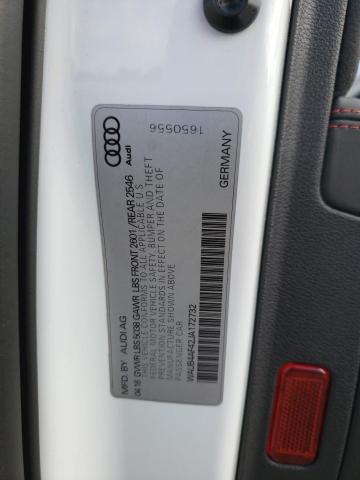 Audi
1650556
MFD. BY AUDI AG
GERMANY
04.18 GVWR LBS 5038 GAWR LBS FRONT 2601/REAR 2546
THIS VEHICLE CONFORMS TO ALL APPLICABLE U.S.
FEDERAL MOTOR VEHICLE SAFETY, BUMPER AND THEFT
PREVENTION STANDARDS IN EFFECT ON THE DATE OF
MANUFACTURE SHOWN ABOVE.
PASSENGER CAR
WAUB4AF42JA172732